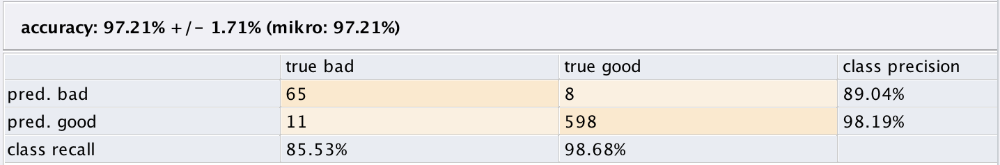 accuracy: 97.21% +/- 1.71% (mikro: 97.21%)
true bad true good class precision
pred. bad 65 8 89.04%
pred. good 11 598 98.19%
class recall 85.53% 98.68%